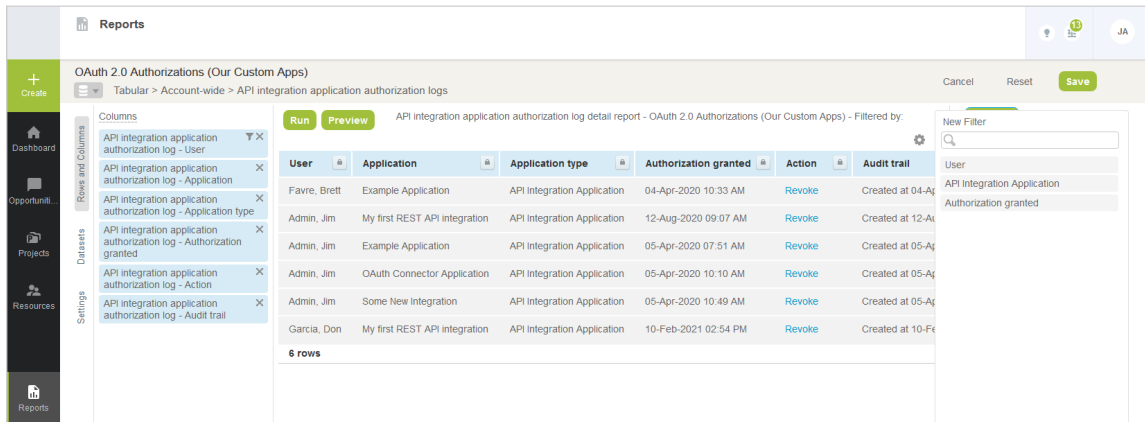 Reports
13
JA
Create
Dashboard
Opportuniti...
Projects
Resources
Reports
OAuth 2.0 Authorizations (Our Custom Apps)
Tabular > Account-wide > API integration application authorization logs
Cancel Reset Save
Rows and Columns
Datasets
Settings
Columns
API integration application
authorization log - User
API integration application
authorization log - Application
API integration application
authorization log - Application type
API integration application
authorization log - Authorization
granted
API integration application
authorization log - Action
API integration application
authorization log - Audit trail
Run Preview API integration application authorization log detail report - OAuth 2.0 Authorizations (Our Custom Apps) - Filtered by:
User Application Application type Authorization granted Action Audit trail
Favre, Brett Example Application API Integration Application 04-Apr-2020 10:33 AM Revoke Created at 04-Ap
Admin, Jim My first REST API integration API Integration Application 12-Aug-2020 09:07 AM Revoke Created at 12-Au
Admin, Jim Example Application API Integration Application 05-Apr-2020 07:51 AM Revoke Created at 05-Ap
Admin, Jim OAuth Connector Application API Integration Application 05-Apr-2020 10:10 AM Revoke Created at 05-Ap
Admin, Jim Some New Integration API Integration Application 05-Apr-2020 10:49 AM Revoke Created at 05-Ap
Garcia, Don My first REST API integration API Integration Application 10-Feb-2021 02:54 PM Revoke Created at 10-Fe
6 rows
New Filter
User
API Integration Application
Authorization granted